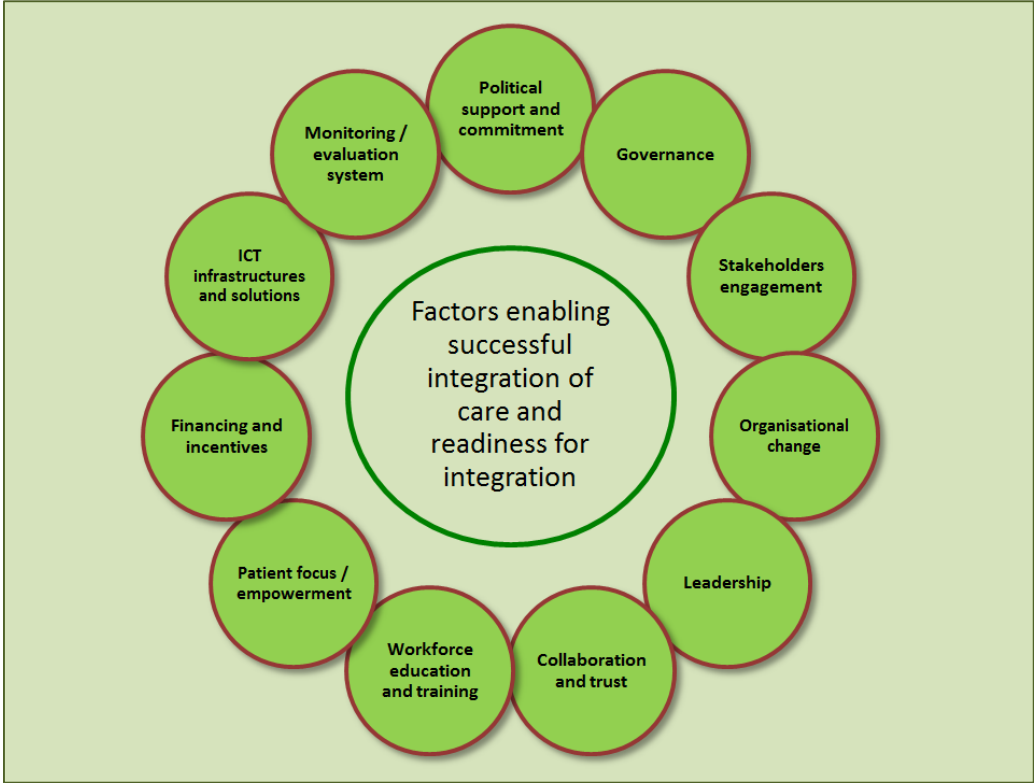 Political
support and
commitment
Governance
Stakeholders
engagement
Organisational
change
Leadership
Collaboration
and trust
Workforce
education
and training
Patient focus /
empowerment
Financing and
incentives
ICT
infrastructures
and solutions
Monitoring /
evaluation
system
Factors enabling
successful
integration of
care and
readiness for
integration